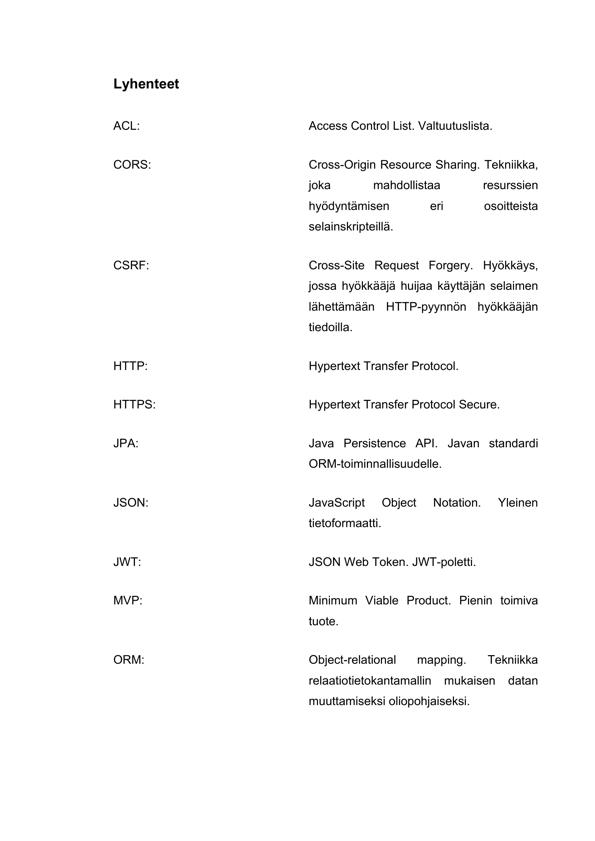 Lyhenteet
ACL: Access Control List. Valtuutuslista.
CORS: Cross-Origin Resource Sharing. Tekniikka,
joka mahdollistaa resurssien
hyödyntämisen eri osoitteista
selainskripteillä.
CSRF: Cross-Site Request Forgery. Hyökkäys,
jossa hyökkääjä huijaa käyttäjän selaimen
lähettämään HTTP-pyynnön hyökkääjän
tiedoilla.
HTTP: Hypertext Transfer Protocol.
HTTPS: Hypertext Transfer Protocol Secure.
JPA: Java Persistence API. Javan standardi
ORM-toiminnallisuudelle.
JSON: JavaScript Object Notation. Yleinen
tietoformaatti.
JWT: JSON Web Token. JWT-poletti.
MVP: Minimum Viable Product. Pienin toimiva
tuote.
ORM: Object-relational mapping. Tekniikka
relaatiotietokantamallin mukaisen datan
muuttamiseksi oliopohjaiseksi.